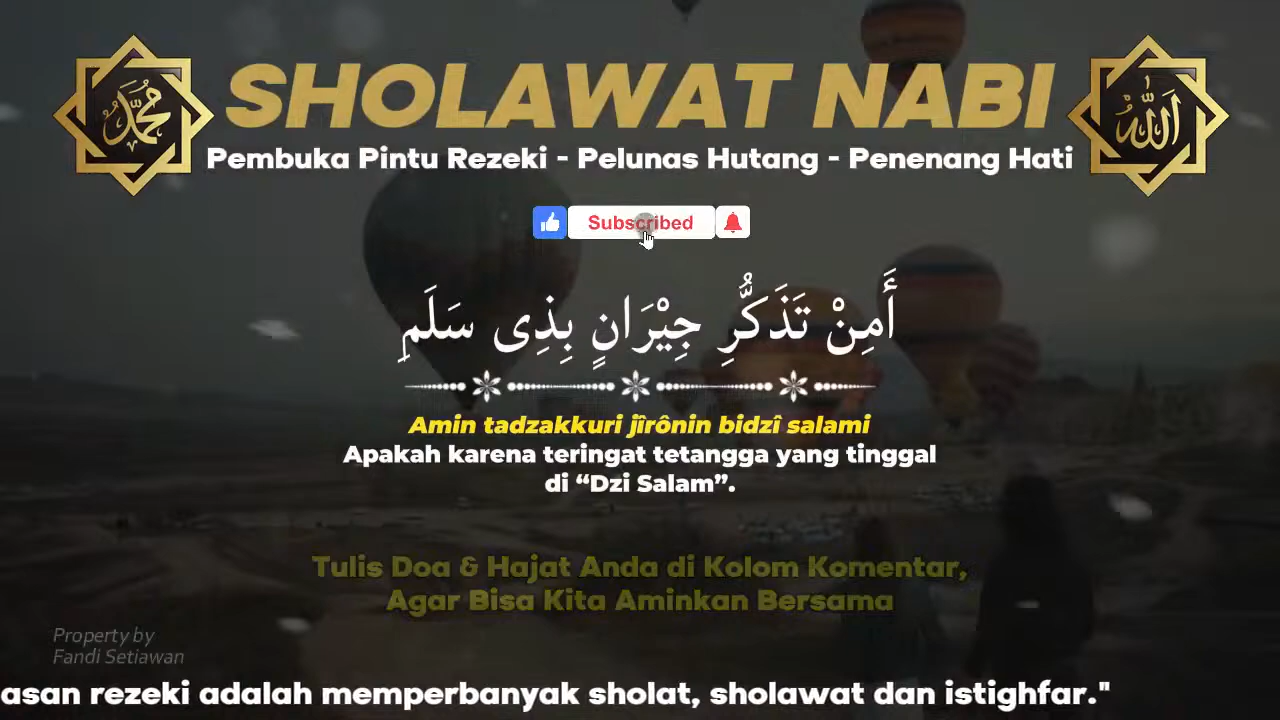 SHOLAWAT NABI
محمد
الله
Pembuka Pintu Rezeki - Pelunas Hutang - Penenang Hati
Subscribed
أَمِنْ تَذَكُّرِ جِيْرَانٍ بِذِى سَلَمِ
Amin tadzakkuri jîrônin bidzî salami
Apakah karena teringat tetangga yang tinggal
di “Dzi Salam”.
Tulis Doa & Hajat Anda di Kolom Komentar,
Agar Bisa Kita Aminkan Bersama
Property by
Fandi Setiawan
asan rezeki adalah memperbanyak sholat, sholawat dan istighfar."